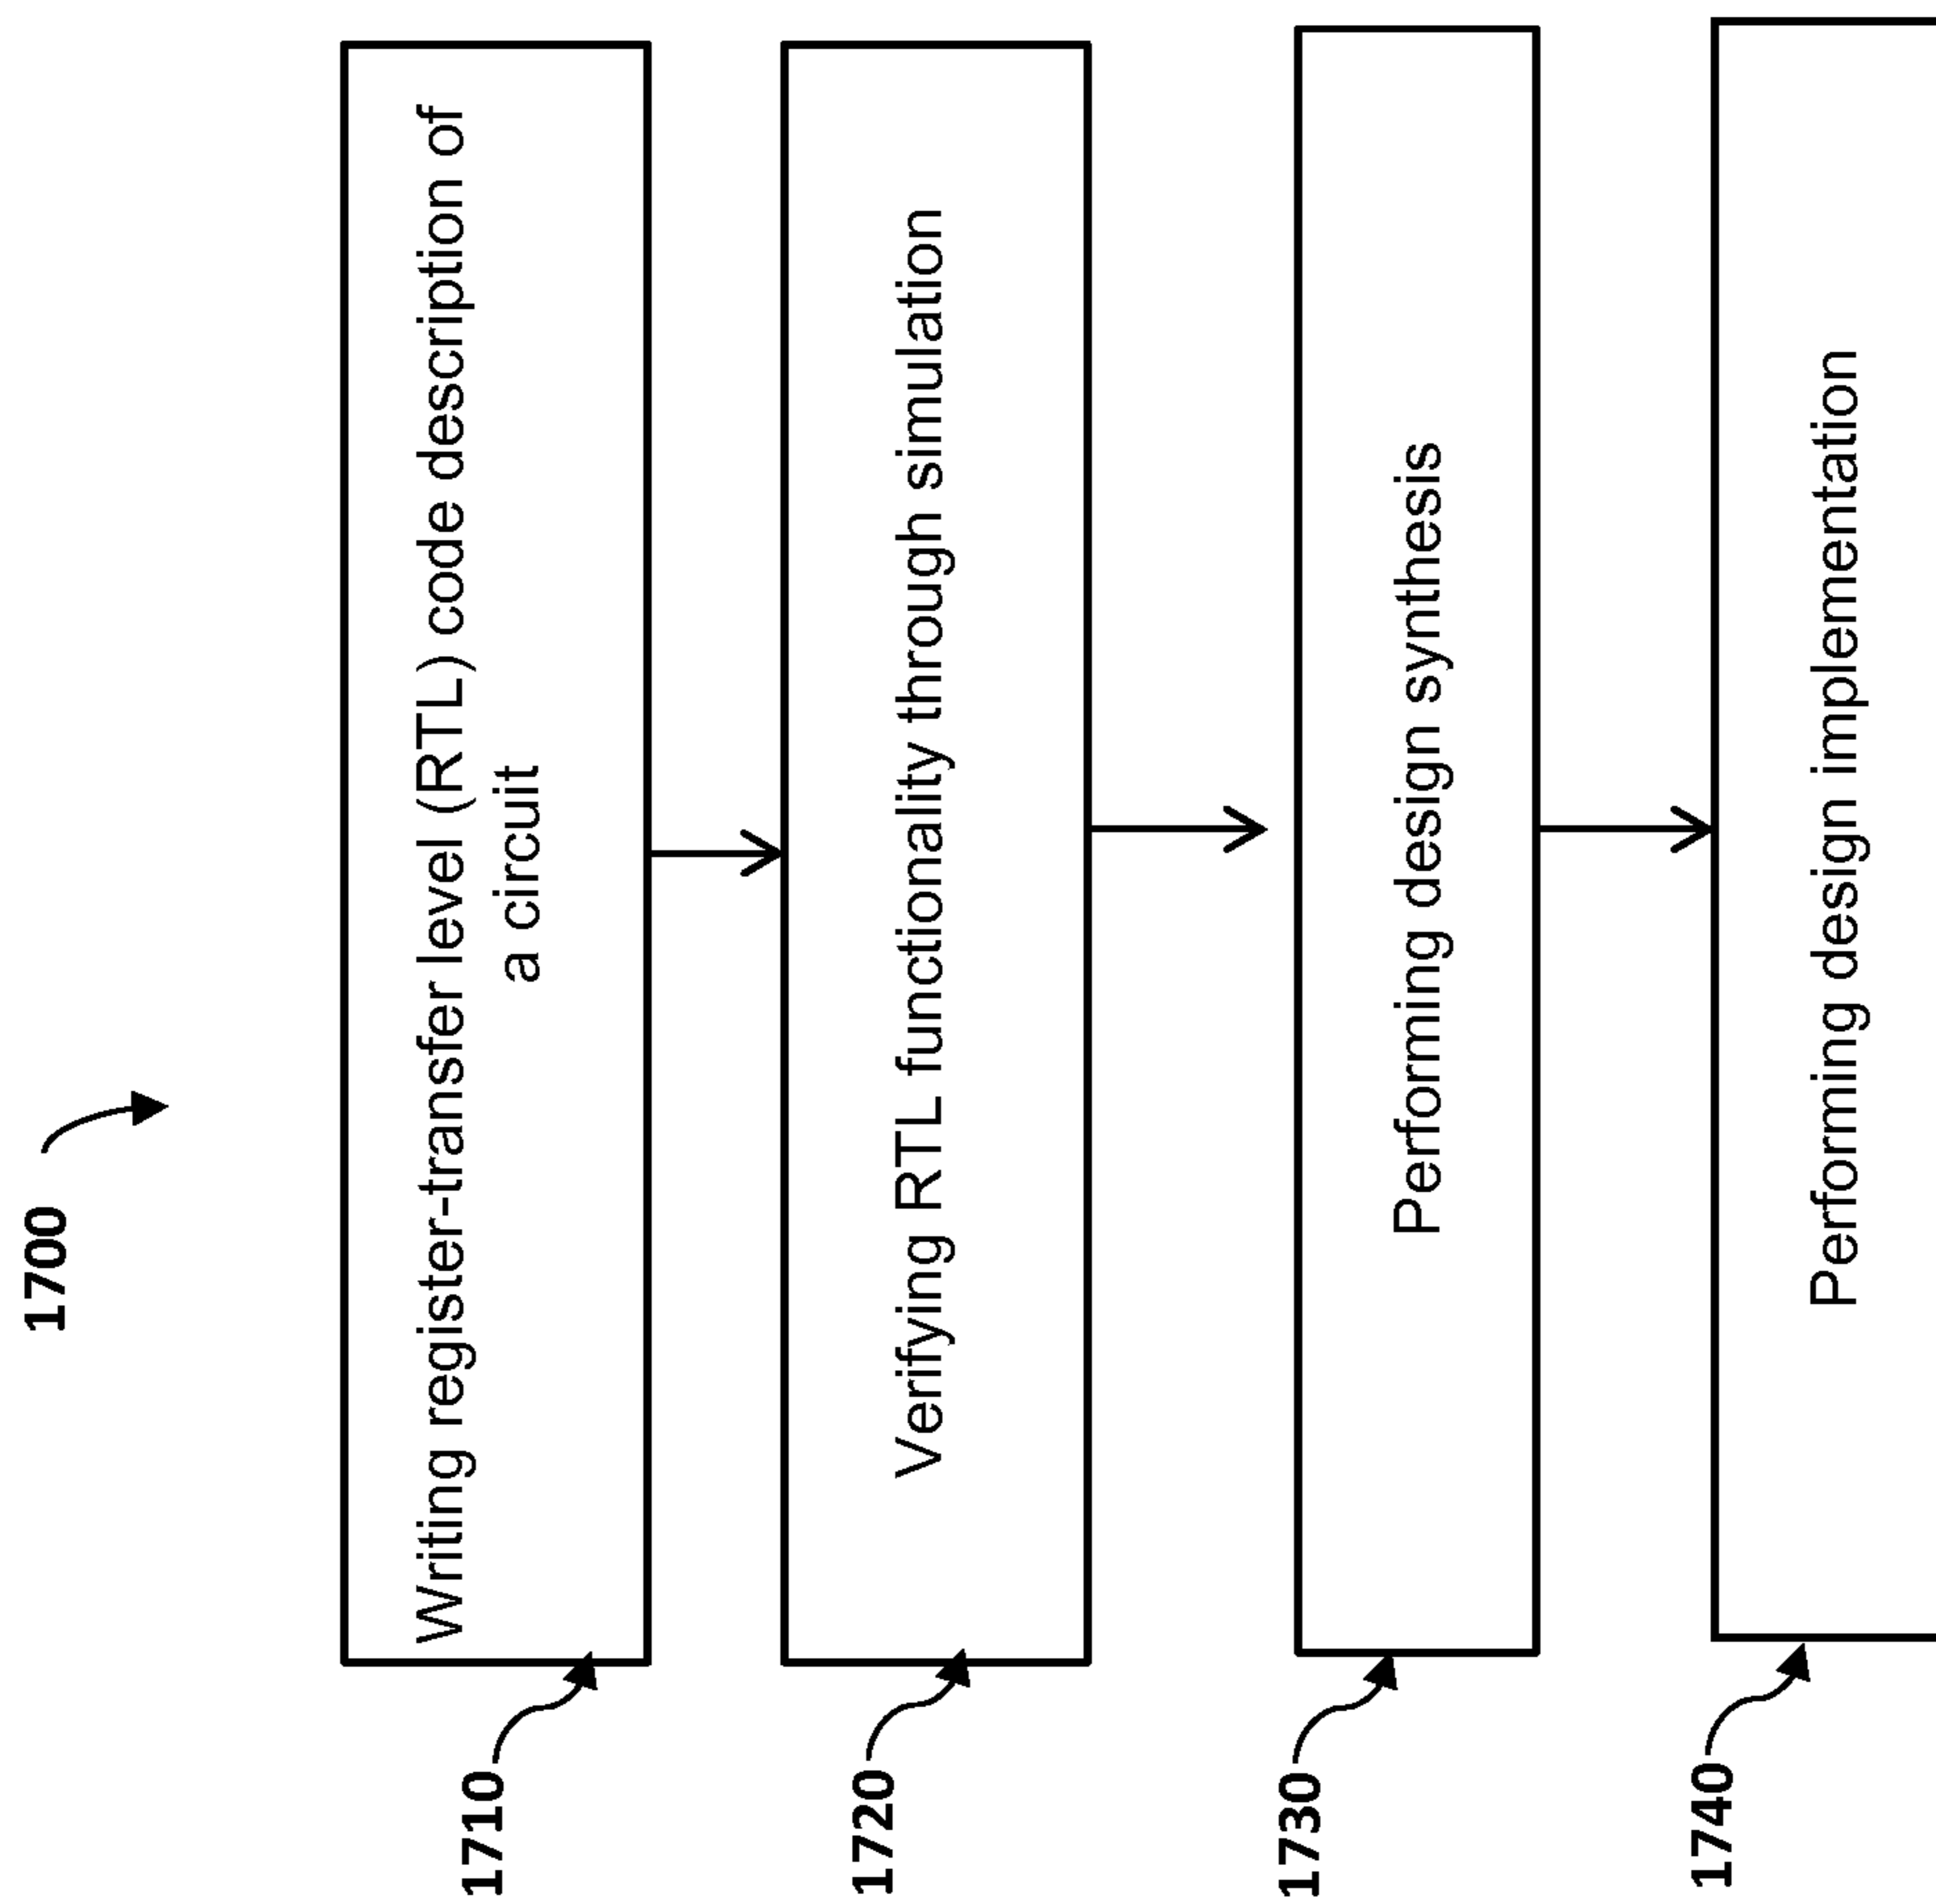 1700
1710
Writing register-transfer level (RTL) code description of
a circuit
1720
Verifying RTL functionality through simulation
1730
Performing design synthesis
1740
Performing design implementation